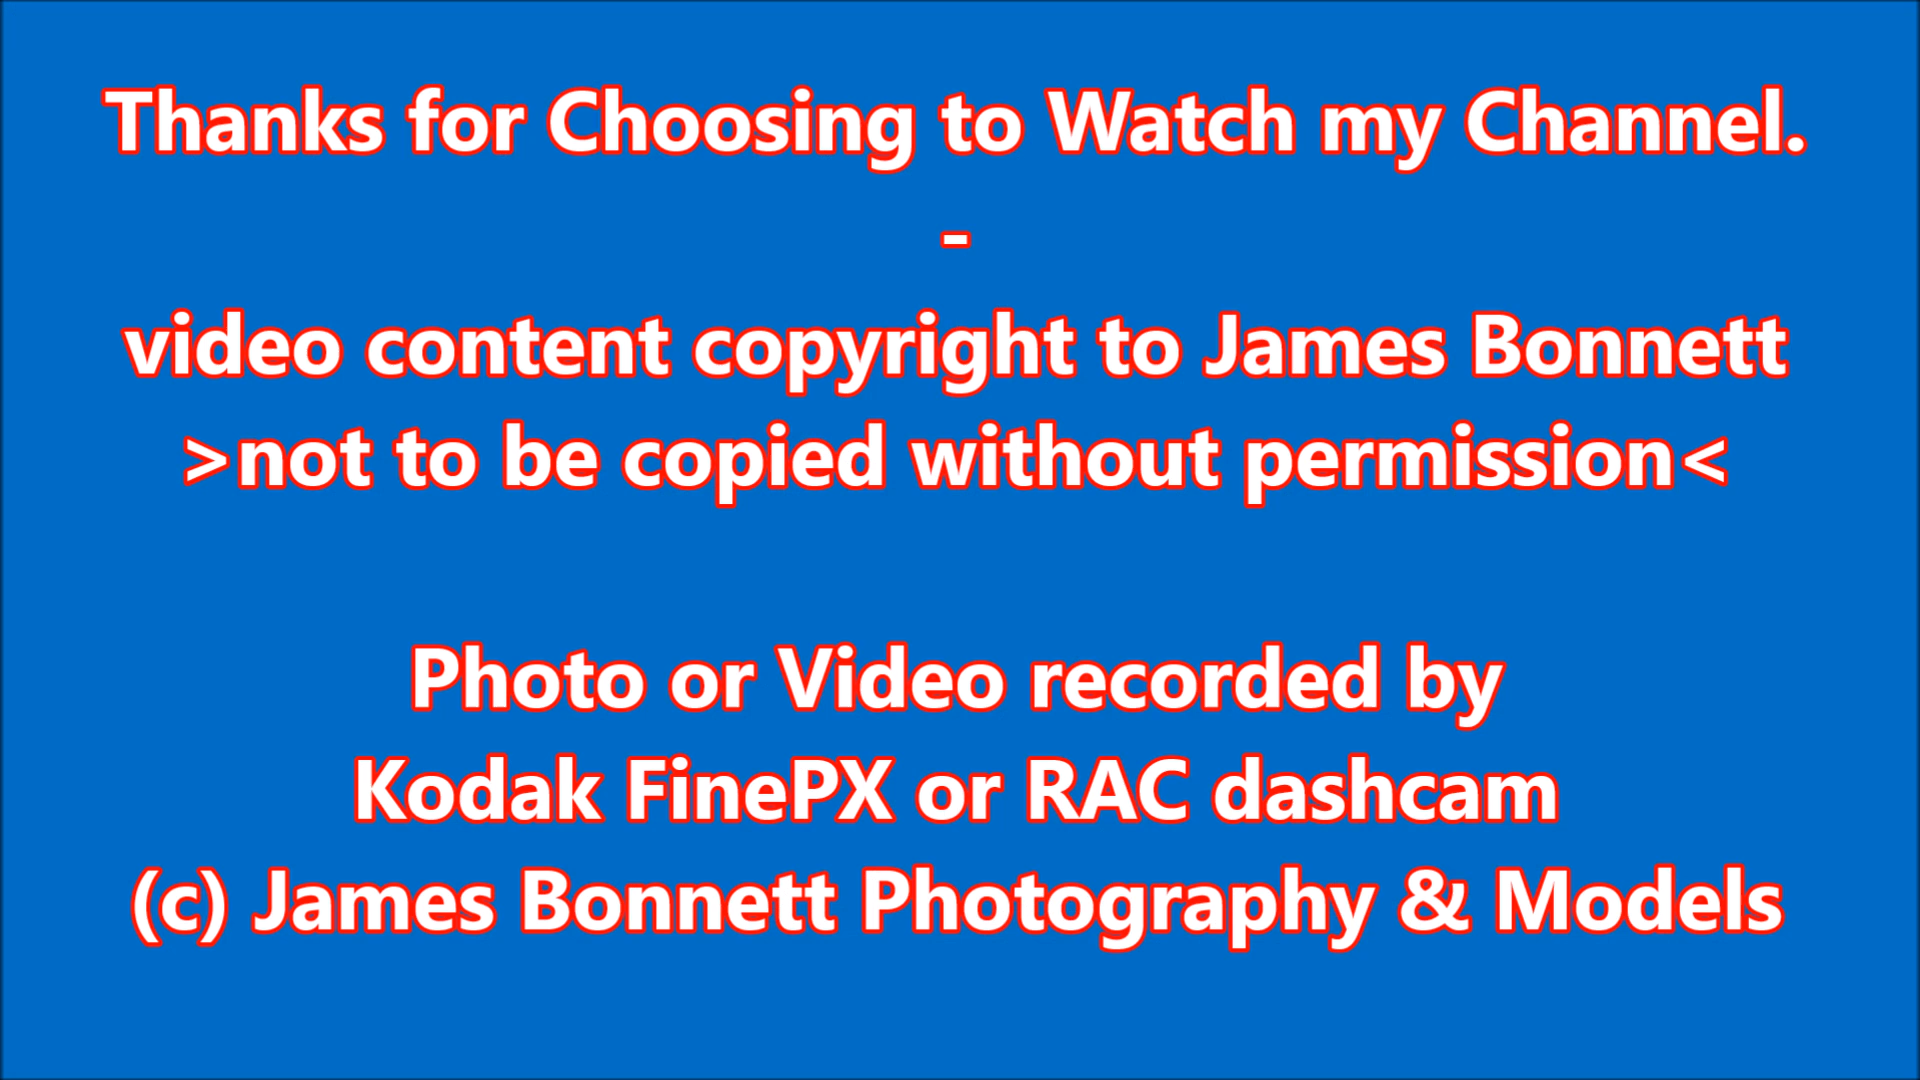 Thanks for Choosing to Watch my Channel.
-
video content copyright to James Bonnett
>not to be copied without permission<
Photo or Video recorded by
Kodak FinePX or RAC dashcam
(c) James Bonnett Photography & Models